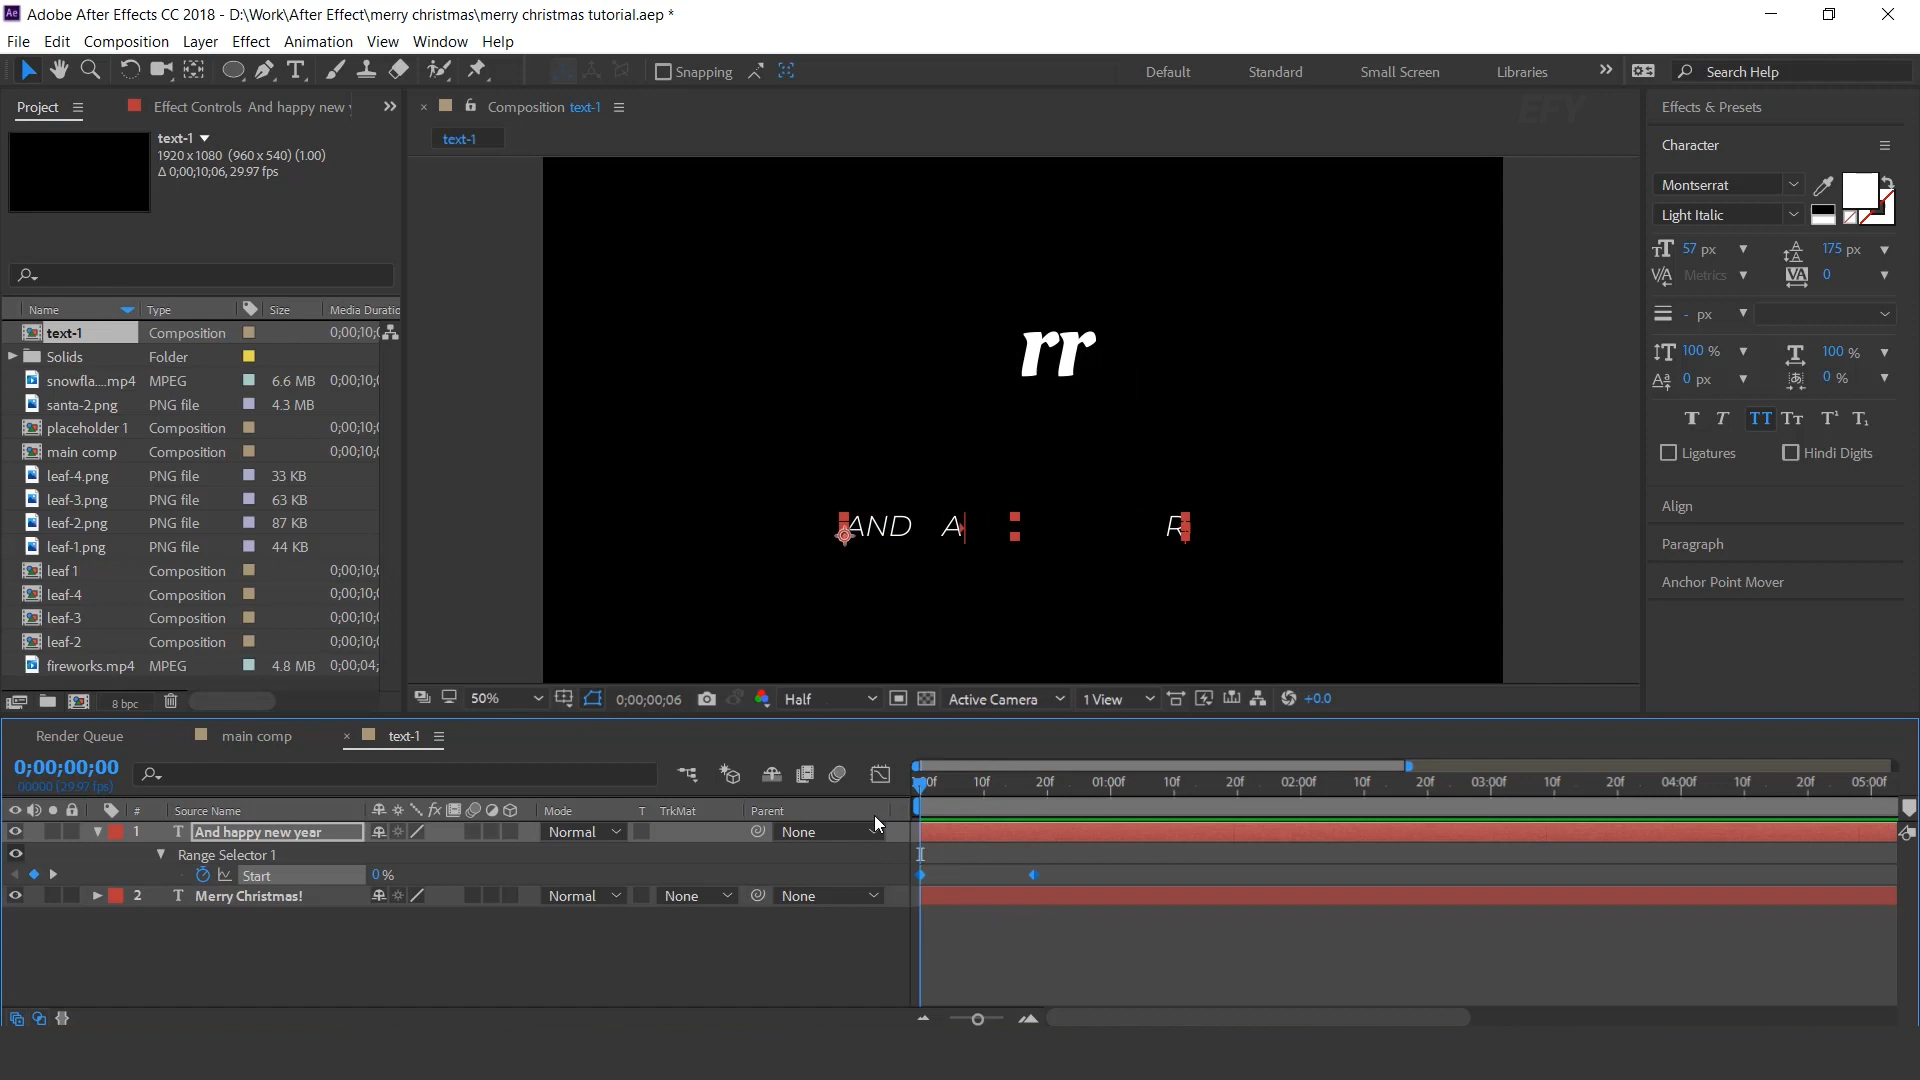 Adobe After Effects CC 2018 - D:\Work\After Effect\merry christmas\merry christmas tutorial.aep *
File Edit Composition Layer Effect Animation View Window Help
Snapping Default Standard Small Screen Libraries Search Help
Project Effect Controls And happy new
Composition text-1
EFY
Effects & Presets
text-1
1920 x 1080 (960 x 540) (1.00)
Δ 0;00;10;06, 29.97 fps
text-1
Character
Montserrat
Light Italic
57 px 175 px
Metrics 0
- px
100 % 100 %
0 px 0 %
Ligatures Hindi Digits
Align
Paragraph
Anchor Point Mover
Name Type Size Media Duratic
text-1 Composition 0;00;10;
Solids Folder
snowfla....mp4 MPEG 6.6 MB 0;00;10;
santa-2.png PNG file 4.3 MB
placeholder 1 Composition 0;00;10;
main comp Composition 0;00;10;
leaf-4.png PNG file 33 KB
leaf-3.png PNG file 63 KB
leaf-2.png PNG file 87 KB
leaf-1.png PNG file 44 KB
leaf 1 Composition 0;00;10;
leaf-4 Composition 0;00;10;
leaf-3 Composition 0;00;10;
leaf-2 Composition 0;00;10;
fireworks.mp4 MPEG 4.8 MB 0;00;04;
8 bpc
rr
AND A R
50% 0;00;00;06 Half Active Camera 1 View +0.0
Render Queue main comp text-1
0;00;00;00
00000 (29.97 fps)
00f 10f 20f 01:00f 10f 20f 02:00f 10f 20f 03:00f 10f 20f 04:00f 10f 20f 05:00f
# Source Name Mode T TrkMat Parent
1 T And happy new year Normal None
Range Selector 1
Start 0 %
2 T Merry Christmas! Normal None None